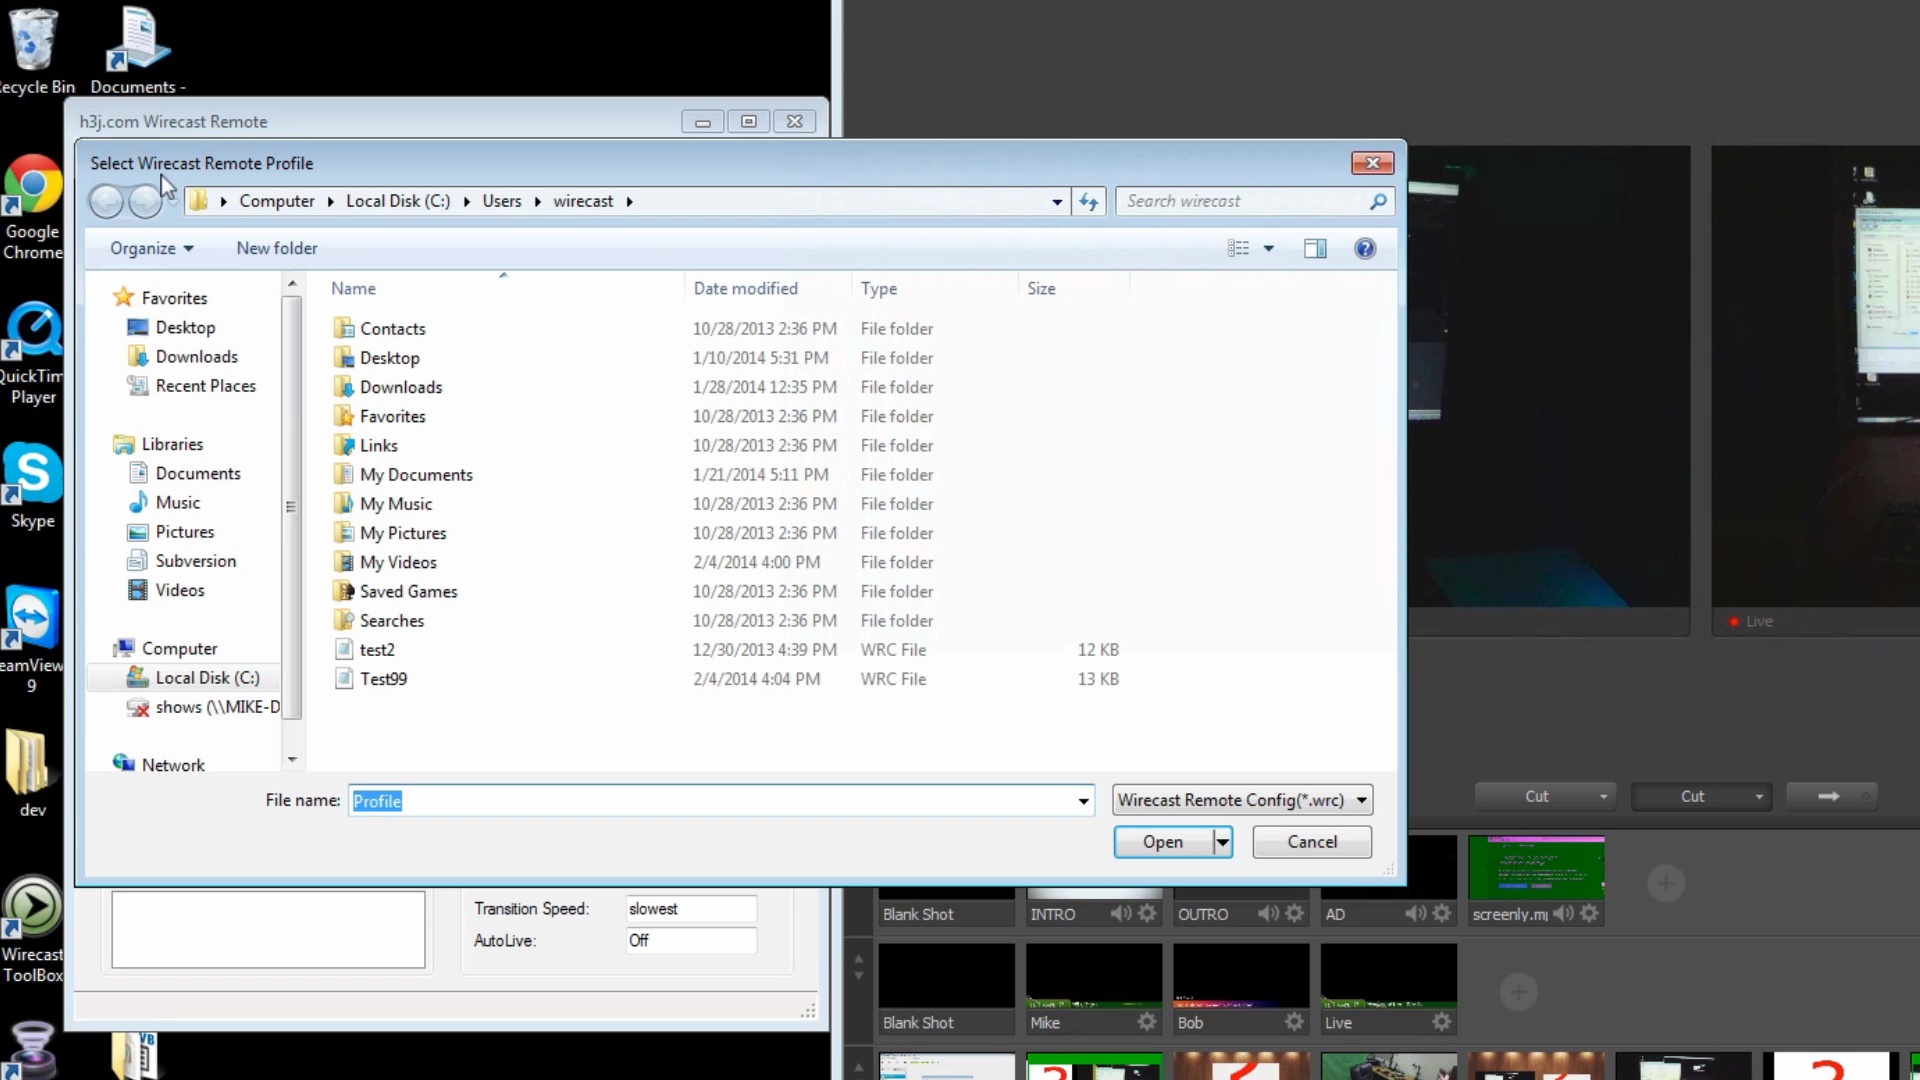 Recycle Bin
Documents -
h3j.com Wirecast Remote
Select Wirecast Remote Profile
Computer
Local Disk (C:)
Users
wirecast
Search wirecast
Organize
New folder
Google
Chrome
QuickTim
Player
Skype
eamView
9
dev
Wirecast
ToolBox
VB
Favorites
Desktop
Downloads
Recent Places
Libraries
Documents
Music
Pictures
Subversion
Videos
Computer
Local Disk (C:)
shows (\\MIKE-D
Network
Name Date modified Type Size
Contacts 10/28/2013 2:36 PM File folder
Desktop 1/10/2014 5:31 PM File folder
Downloads 1/28/2014 12:35 PM File folder
Favorites 10/28/2013 2:36 PM File folder
Links 10/28/2013 2:36 PM File folder
My Documents 1/21/2014 5:11 PM File folder
My Music 10/28/2013 2:36 PM File folder
My Pictures 10/28/2013 2:36 PM File folder
My Videos 2/4/2014 4:00 PM File folder
Saved Games 10/28/2013 2:36 PM File folder
Searches 10/28/2013 2:36 PM File folder
test2 12/30/2013 4:39 PM WRC File 12 KB
Test99 2/4/2014 4:04 PM WRC File 13 KB
File name: Profile
Wirecast Remote Config(*.wrc)
Open
Cancel
Transition Speed: slowest
AutoLive: Off
Live
Cut
Cut
Blank Shot
INTRO
OUTRO
AD
screenly.mp
Blank Shot
Mike
Bob
Live